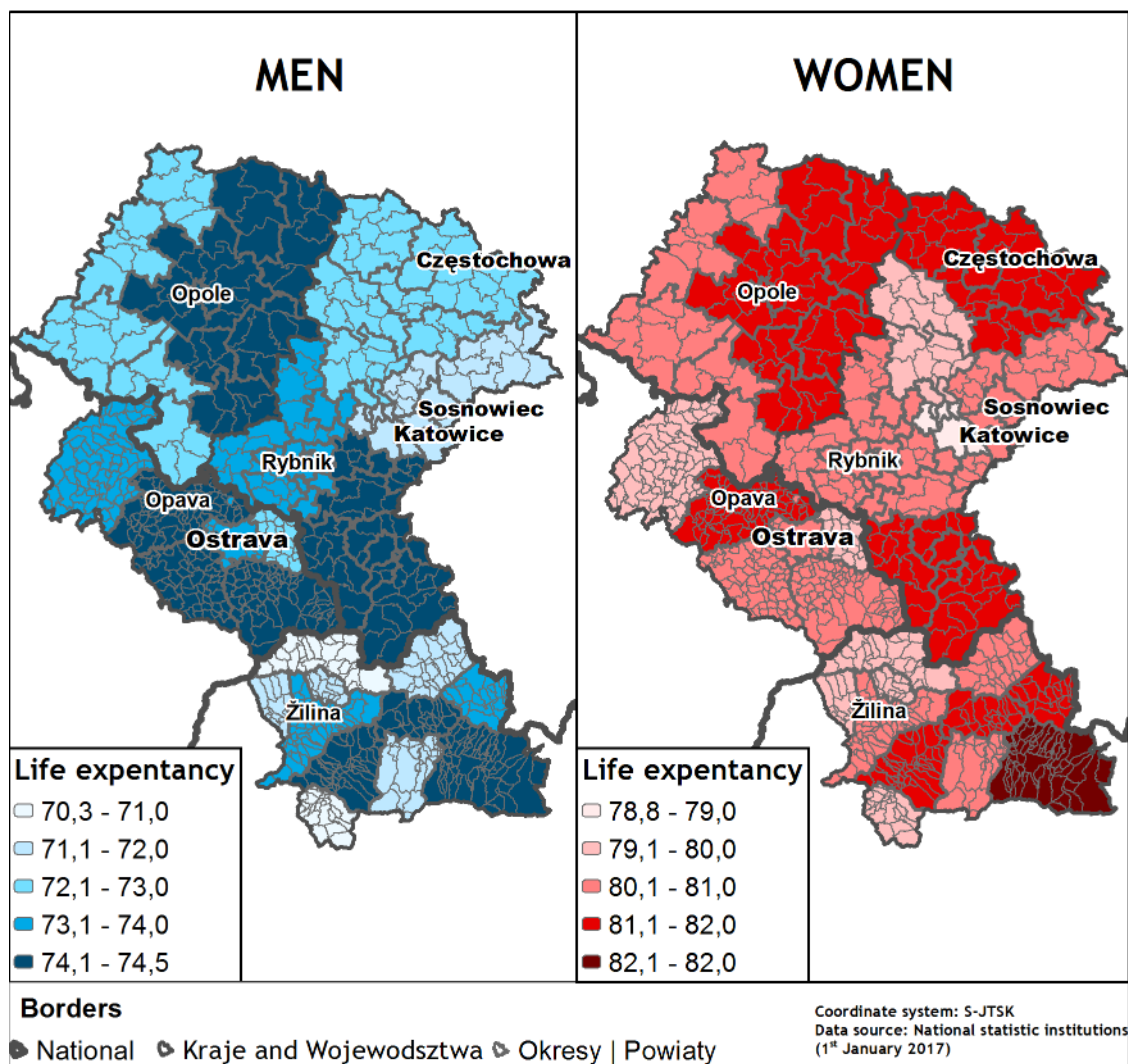 MEN
WOMEN
Częstochowa
Opole
Sosnowiec
Katowice
Rybnik
Opava
Ostrava
Žilina
Częstochowa
Opole
Sosnowiec
Katowice
Rybnik
Opava
Ostrava
Žilina
Life expentancy
70,3 - 71,0
71,1 - 72,0
72,1 - 73,0
73,1 - 74,0
74,1 - 74,5
Life expentancy
78,8 - 79,0
79,1 - 80,0
80,1 - 81,0
81,1 - 82,0
82,1 - 82,0
Borders
National Kraje and Wojewodsztwa Okresy | Powiaty
Coordinate system: S-JTSK
Data source: National statistic institutions
(1st January 2017)